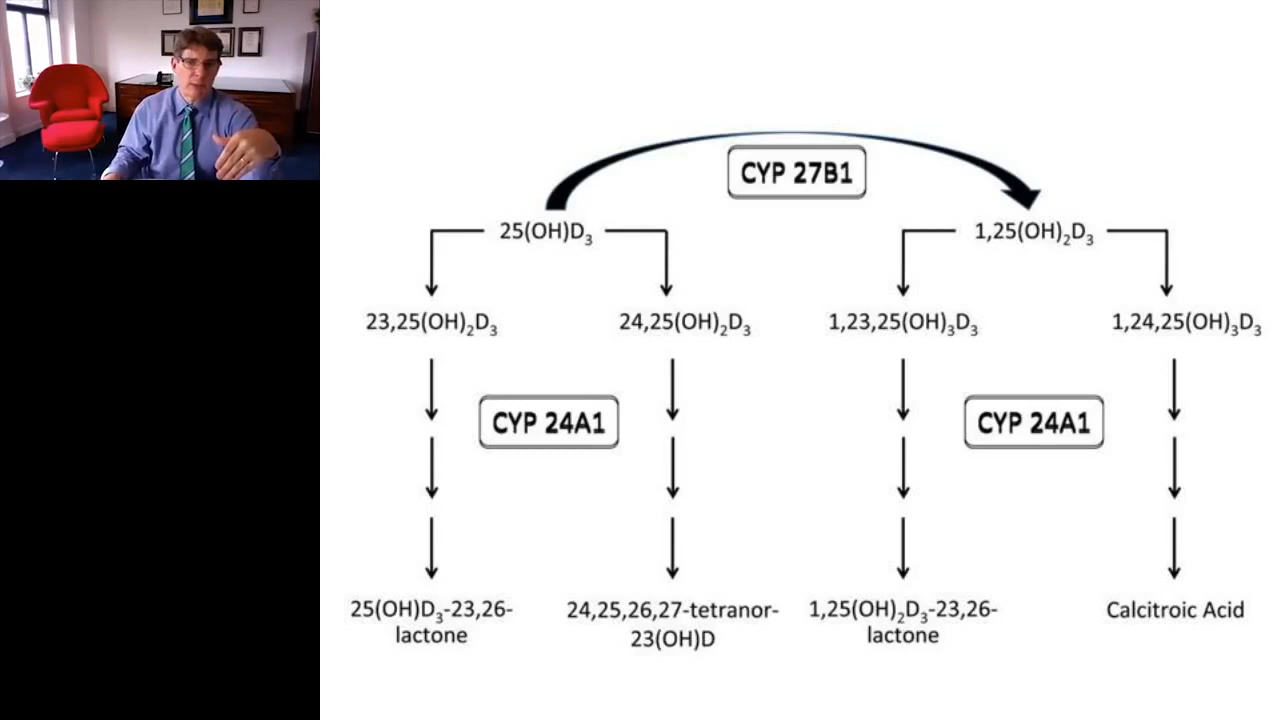 CYP 27B1
25(OH)D₃
1,25(OH)₂D₃
23,25(OH)₂D₃
24,25(OH)₂D₃
1,23,25(OH)₃D₃
1,24,25(OH)₃D₃
CYP 24A1
CYP 24A1
25(OH)D₃-23,26-
lactone
24,25,26,27-tetranor-
23(OH)D
1,25(OH)₂D₃-23,26-
lactone
Calcitroic Acid